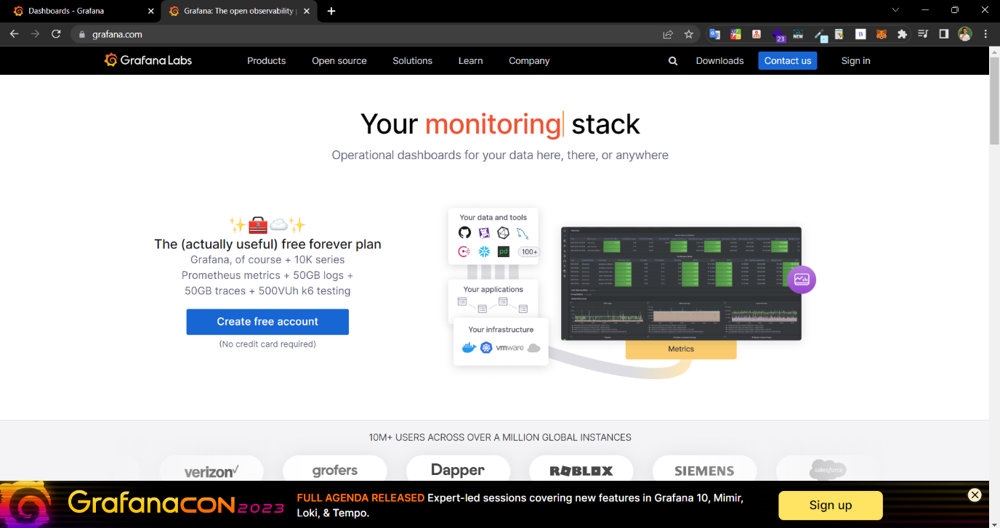 Dashboards - Grafana
Grafana: The open observability
grafana.com
23
NEW
B
Grafana Labs
Products
Open source
Solutions
Learn
Company
Downloads
Contact us
Sign in
Your monitoring stack
Operational dashboards for your data here, there, or anywhere
The (actually useful) free forever plan
Grafana, of course + 10K series
Prometheus metrics + 50GB logs +
50GB traces + 500VUh k6 testing
Create free account
(No credit card required)
Your data and tools
pd
100+
Your applications
Your infrastructure
vmware
Metrics
10M+ USERS ACROSS OVER A MILLION GLOBAL INSTANCES
verizon✓
grofers
Dapper
ROBLOX
SIEMENS
salesforce
GrafanaCON 2023
FULL AGENDA RELEASED Expert-led sessions covering new features in Grafana 10, Mimir,
Loki, & Tempo.
Sign up